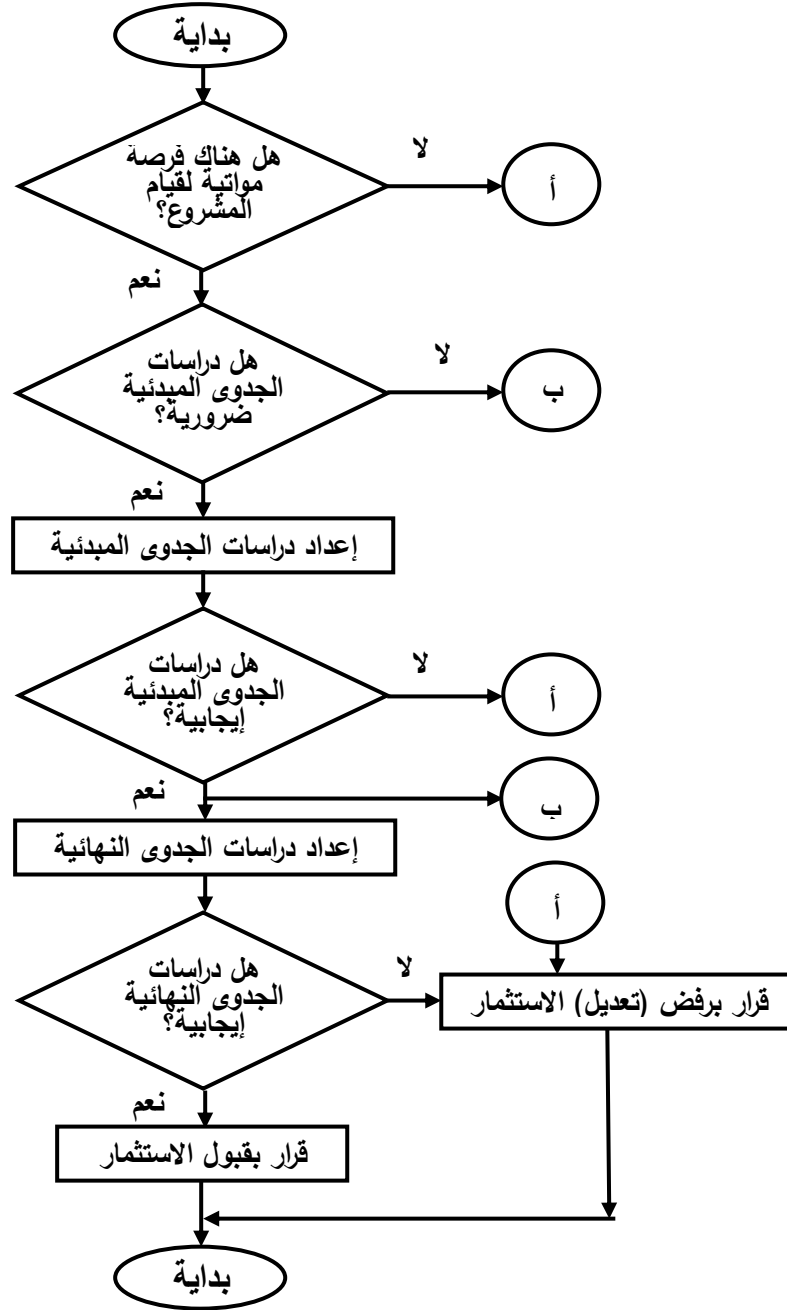 بداية
هل هناك فرصة
مواتية لقيام
المشروع؟
لا
أ
نعم
هل دراسات
الجدوى المبدئية
ضرورية؟
لا
ب
نعم
إعداد دراسات الجدوى المبدئية
هل دراسات
الجدوى المبدئية
إيجابية؟
لا
أ
نعم
ب
إعداد دراسات الجدوى النهائية
أ
هل دراسات
الجدوى النهائية
إيجابية؟
لا
قرار برفض (تعديل) الاستثمار
نعم
قرار بقبول الاستثمار
بداية